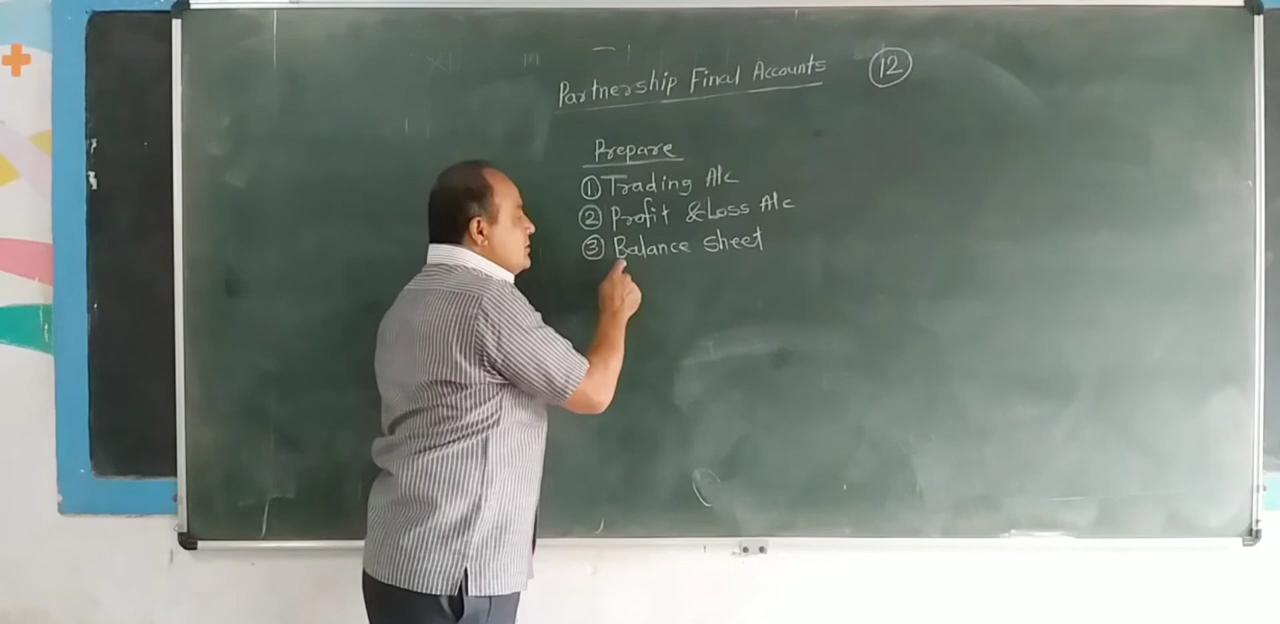 Partnership Final Accounts 12
Prepare
1 Trading A/c
2 Profit & Loss A/c
3 Balance Sheet